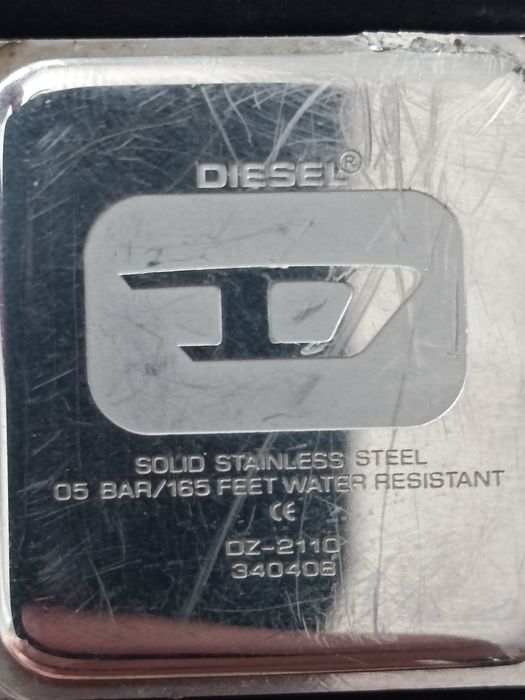 DIESEL®
D
SOLID STAINLESS STEEL
05 BAR/165 FEET WATER RESISTANT
CE
DZ-2110
340408